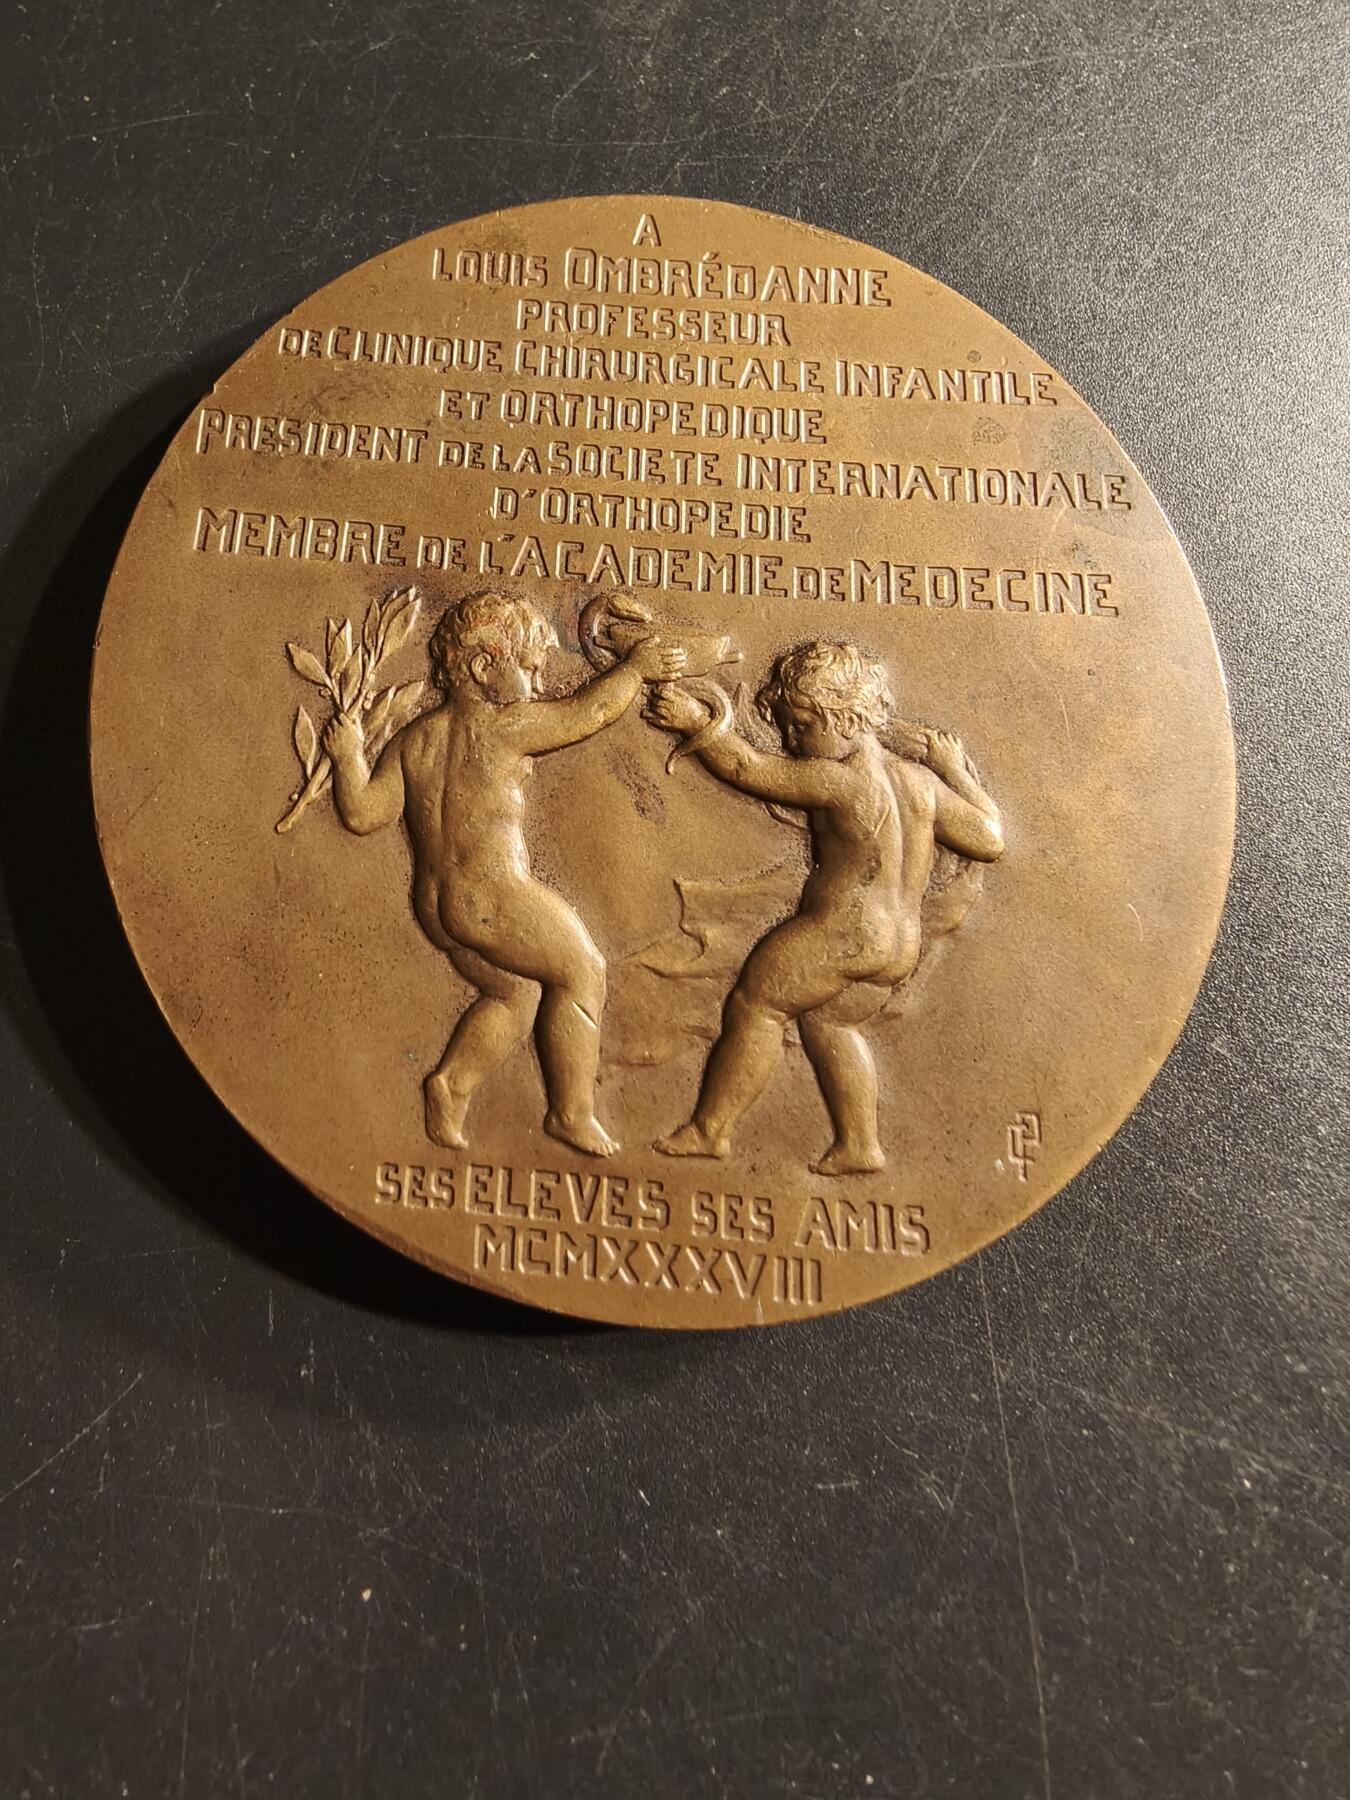 A
LOUIS OMBRÉDANNE
PROFESSEUR
DE CLINIQUE CHIRURGICALE INFANTILE
ET ORTHOPEDIQUE
PRESIDENT DE LA SOCIETE INTERNATIONALE
D'ORTHOPEDIE
MEMBRE DE L'ACADEMIE DE MEDECINE
SES ELEVES SES AMIS
MCMXXXVIII